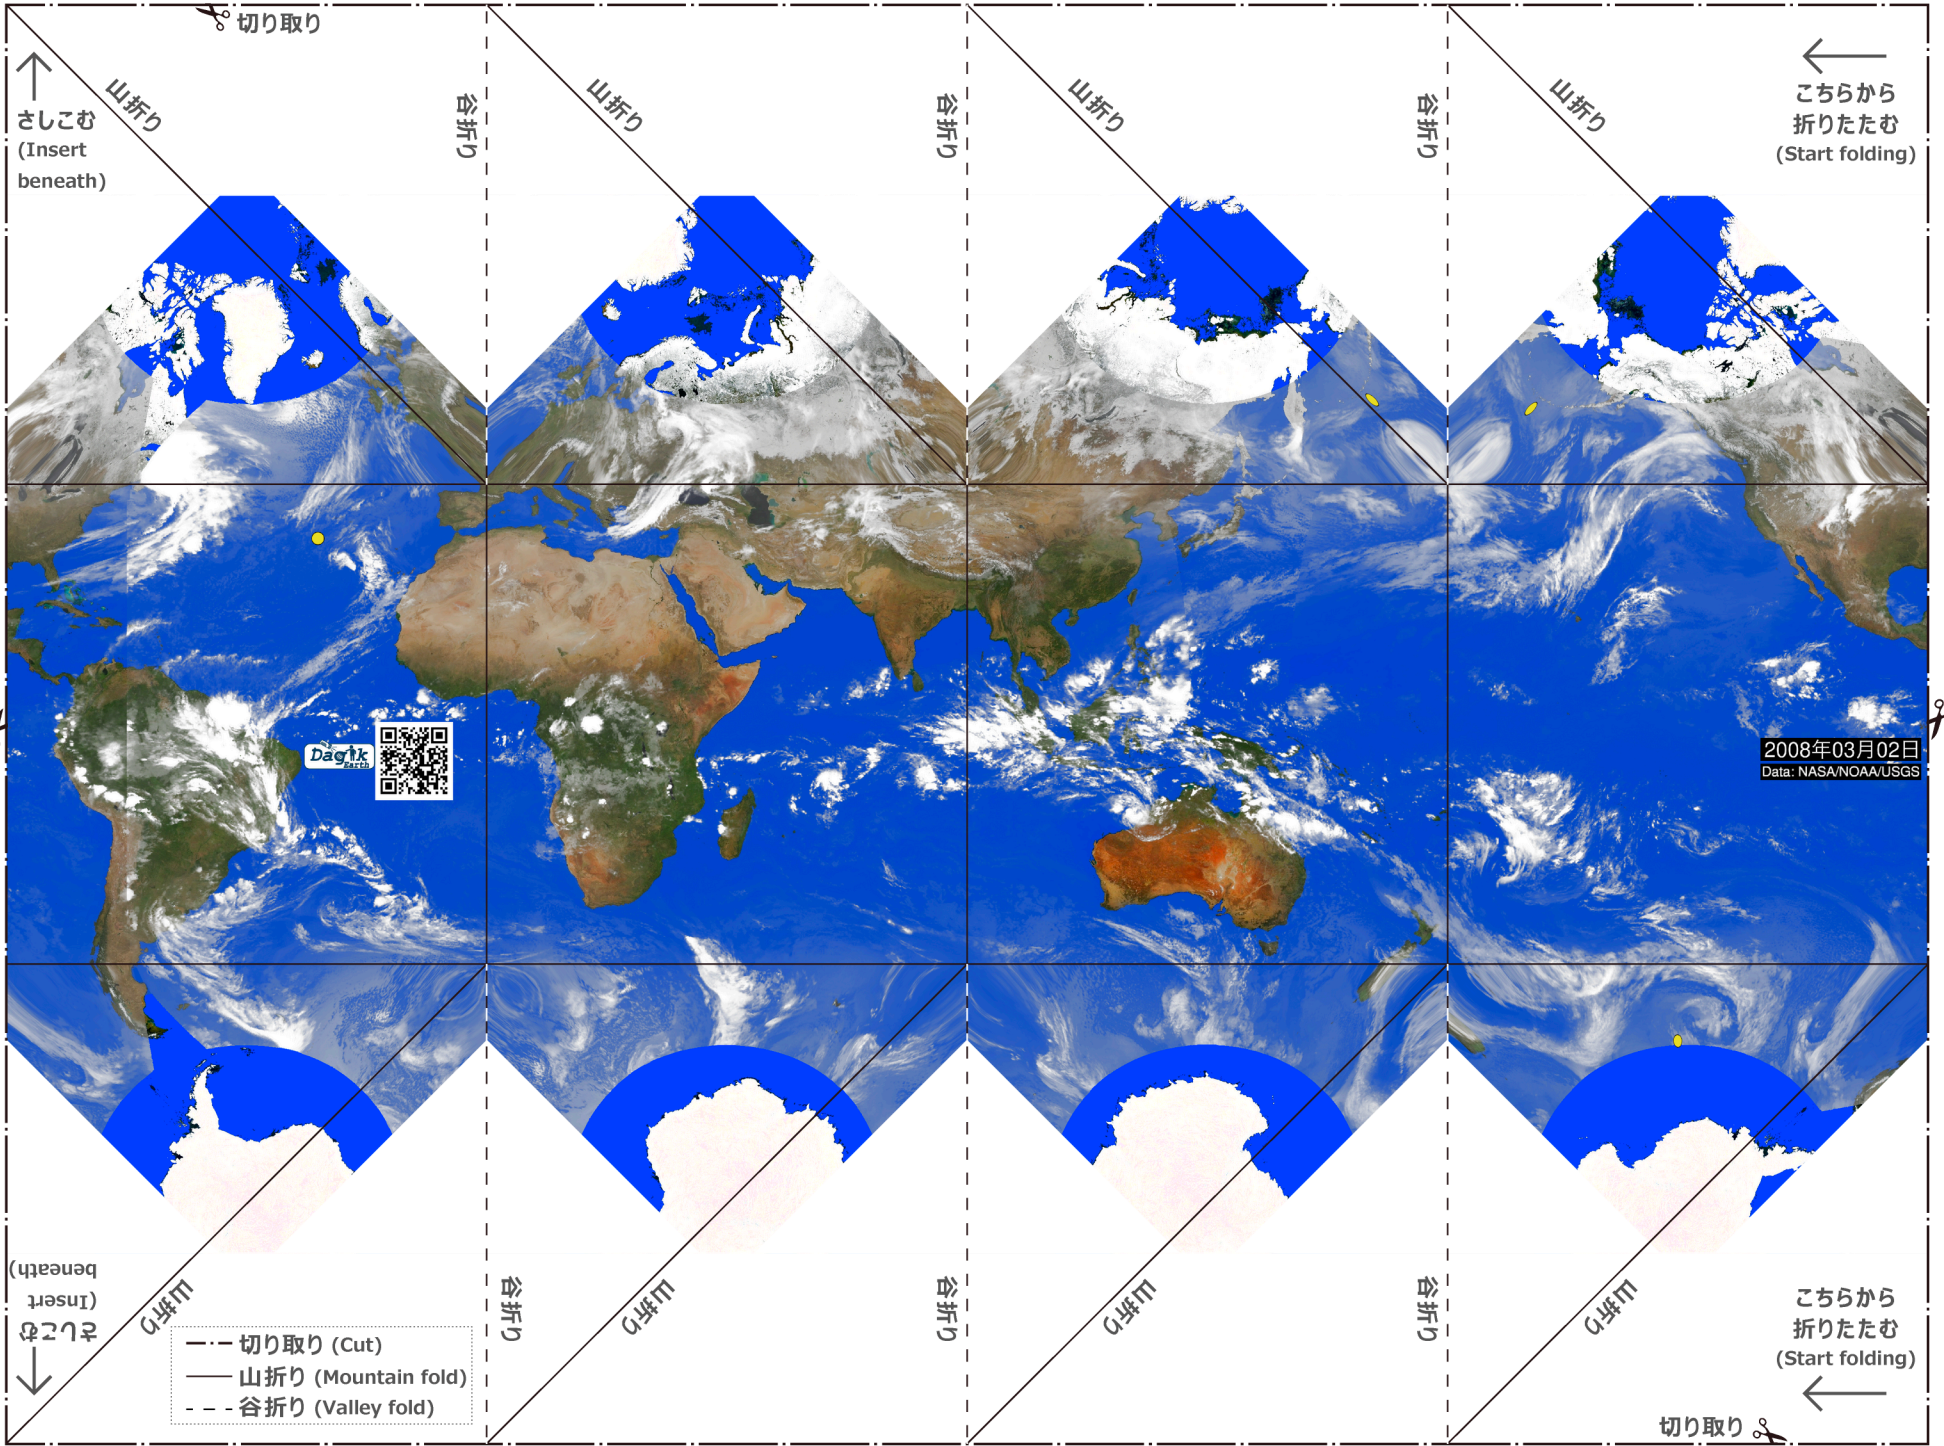 切り取り
山折り
谷折り
山折り
谷折り
山折り
谷折り
山折り
さしこむ
(Insert
beneath)
こちらから
折りたたむ
(Start folding)
Dagik
Earth
2008年03月02日
Data: NASA/NOAA/USGS
さしこむ
(Insert
beneath)
山折り
谷折り
山折り
谷折り
山折り
谷折り
山折り
切り取り (Cut)
山折り (Mountain fold)
谷折り (Valley fold)
こちらから
折りたたむ
(Start folding)
切り取り